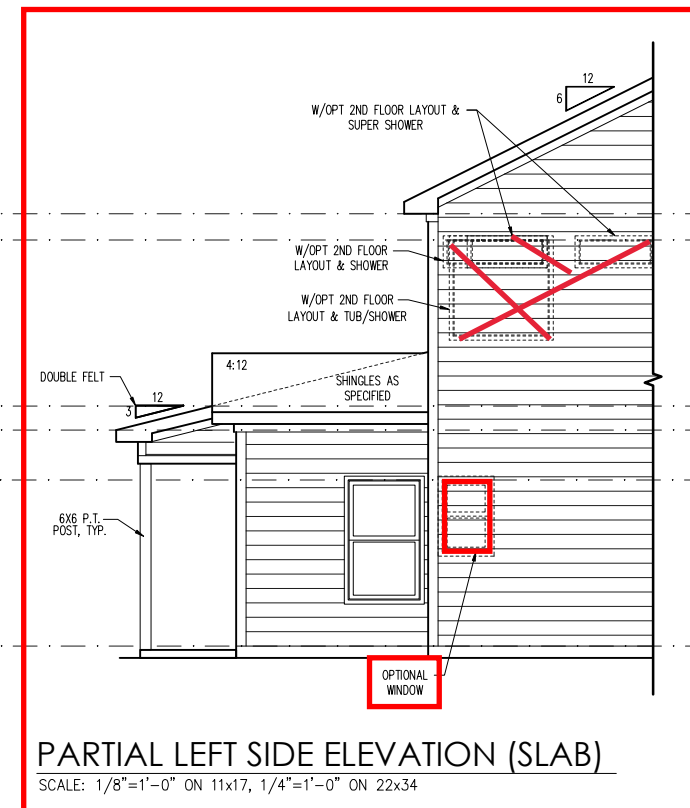 12
6
W/OPT 2ND FLOOR LAYOUT &
SUPER SHOWER
W/OPT 2ND FLOOR
LAYOUT & SHOWER
W/OPT 2ND FLOOR
LAYOUT & TUB/SHOWER
4:12
DOUBLE FELT
SHINGLES AS
SPECIFIED
12
3
6X6 P.T.
POST, TYP.
OPTIONAL
WINDOW
PARTIAL LEFT SIDE ELEVATION (SLAB)
SCALE: 1/8"=1'-0" ON 11x17, 1/4"=1'-0" ON 22x34